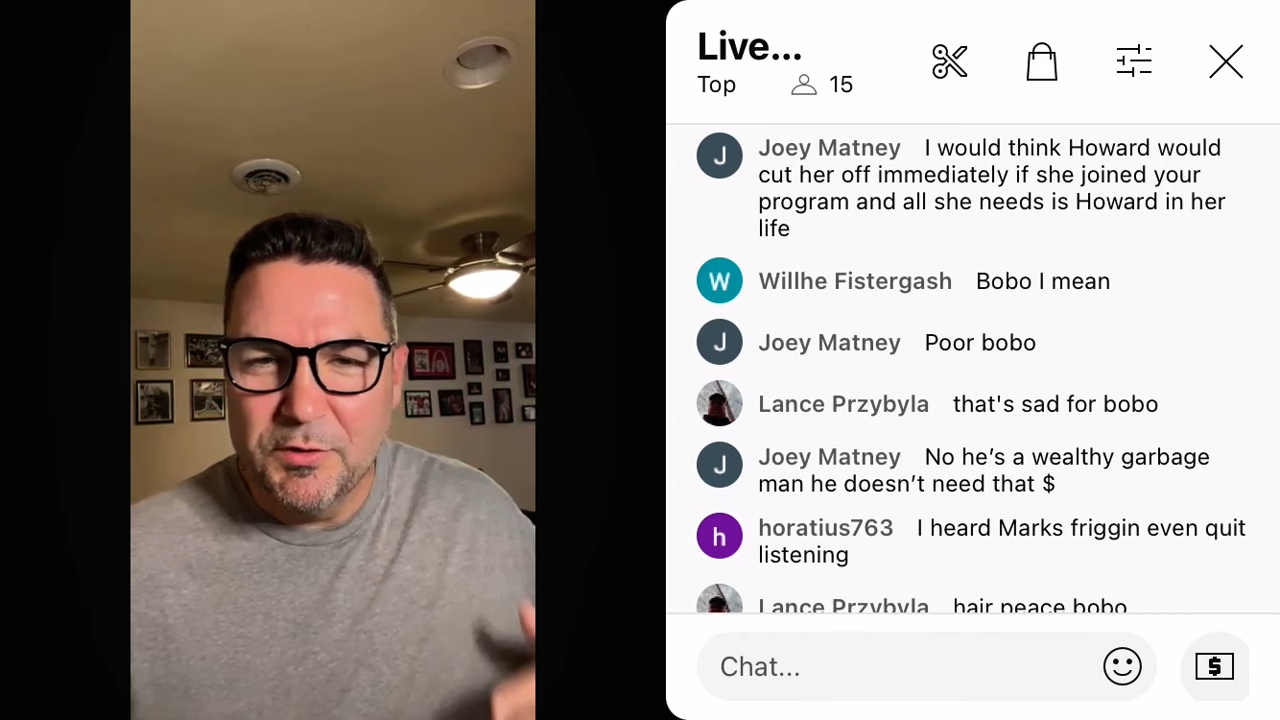 Live...
Top 15
J Joey Matney I would think Howard would
cut her off immediately if she joined your
program and all she needs is Howard in her
life
W Willhe Fistergash Bobo I mean
J Joey Matney Poor bobo
Lance Przybyla that's sad for bobo
J Joey Matney No he’s a wealthy garbage
man he doesn’t need that $
h horatius763 I heard Marks friggin even quit
listening
Lance Przybyla hair peace bobo
Chat...
$